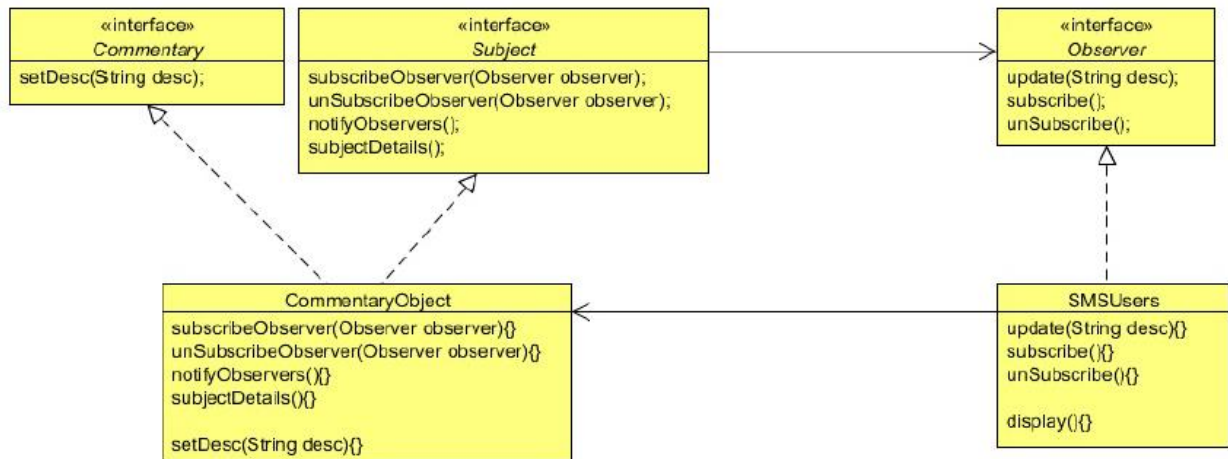 «interface»
Commentary
setDesc(String desc);
«interface»
Subject
subscribeObserver(Observer observer);
unSubscribeObserver(Observer observer);
notifyObservers();
subjectDetails();
«interface»
Observer
update(String desc);
subscribe();
unSubscribe();
CommentaryObject
subscribeObserver(Observer observer){}
unSubscribeObserver(Observer observer){}
notifyObservers(){}
subjectDetails(){}
setDesc(String desc){}
SMSUsers
update(String desc){}
subscribe(){}
unSubscribe(){}
display(){}